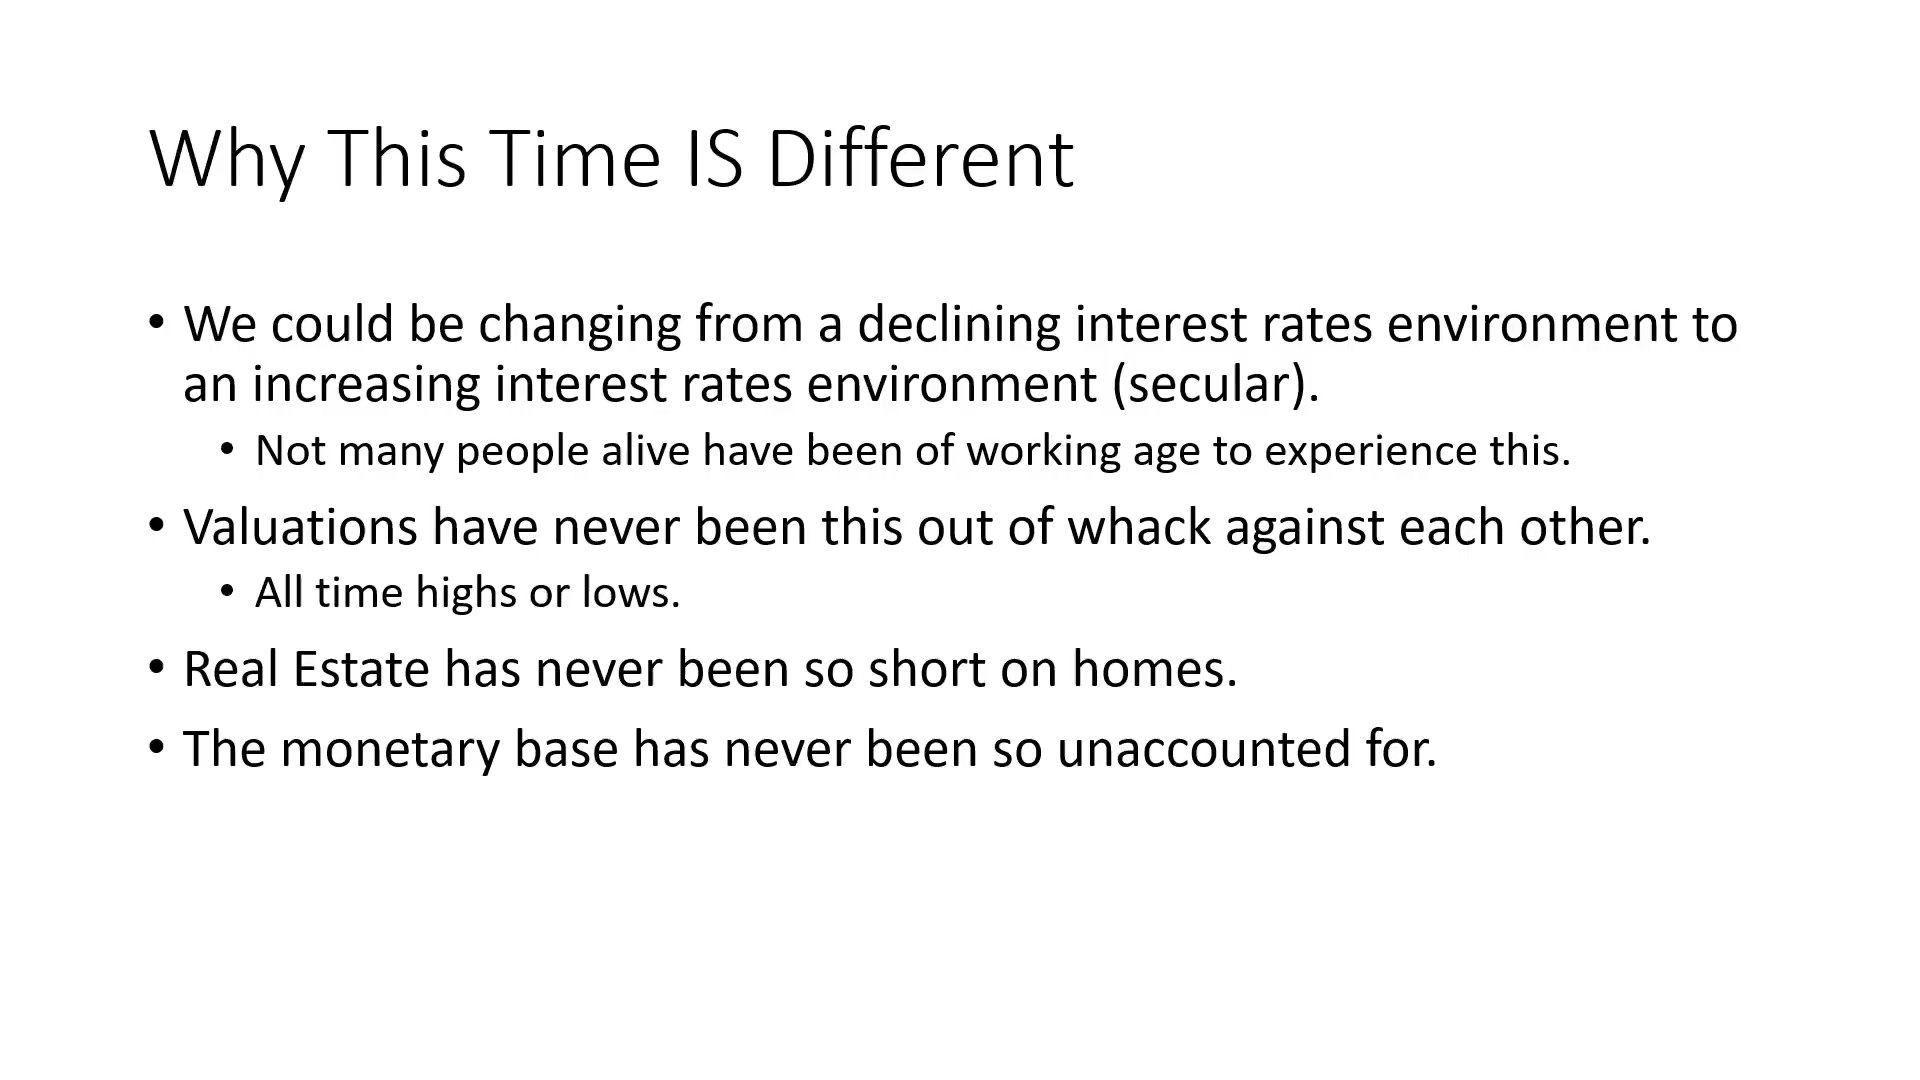 Why This Time IS Different
• We could be changing from a declining interest rates environment to
an increasing interest rates environment (secular).
• Not many people alive have been of working age to experience this.
• Valuations have never been this out of whack against each other.
• All time highs or lows.
• Real Estate has never been so short on homes.
• The monetary base has never been so unaccounted for.